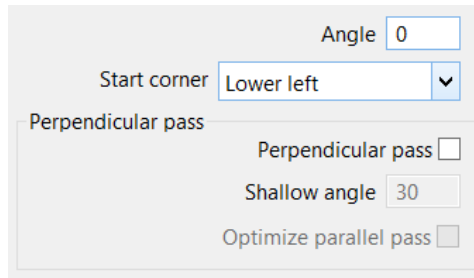 Angle 0
Start corner Lower left
Perpendicular pass
Perpendicular pass
Shallow angle 30
Optimize parallel pass